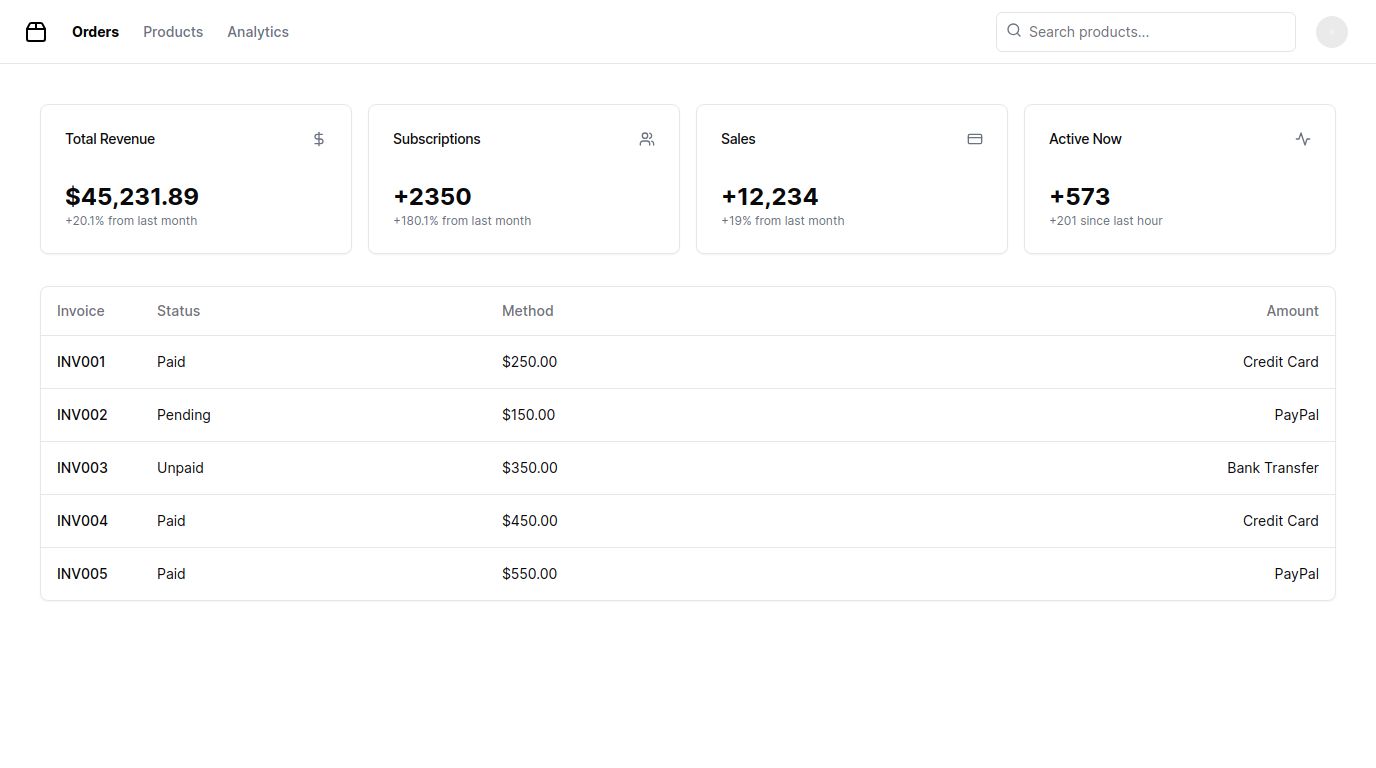 Orders Products Analytics Search products...
Total Revenue Subscriptions Sales Active Now
$45,231.89 +2350 +12,234 +573
+20.1% from last month +180.1% from last month +19% from last month +201 since last hour
Invoice Status Method Amount
INV001 Paid $250.00 Credit Card
INV002 Pending $150.00 PayPal
INV003 Unpaid $350.00 Bank Transfer
INV004 Paid $450.00 Credit Card
INV005 Paid $550.00 PayPal